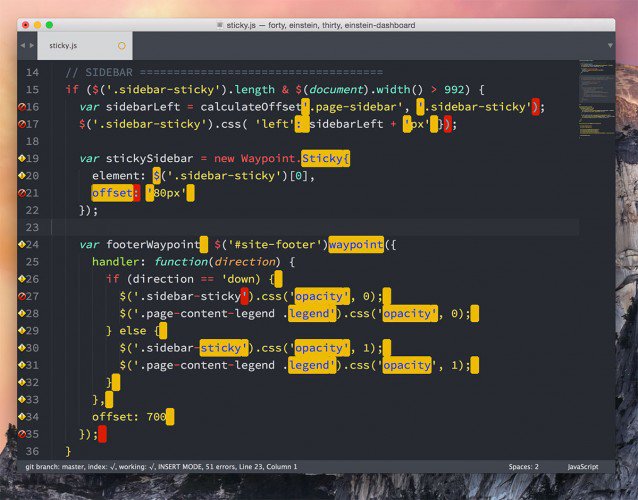 sticky.js — forty, einstein, thirty, einstein-dashboard
sticky.js
14 // SIDEBAR ====================================
15 if ($('.sidebar-sticky').length & $(document).width() > 992) {
16 var sidebarLeft = calculateOffset'.page-sidebar', '.sidebar-sticky');
17 $('.sidebar-sticky').css( 'left': sidebarLeft + 'px' });
18
19 var stickySidebar = new Waypoint.Sticky{
20 element: $('.sidebar-sticky')[0],
21 offset: '80px'
22 });
23
24 var footerWaypoint $('#site-footer')waypoint({
25 handler: function(direction) {
26 if (direction == 'down) {
27 $('.sidebar-sticky').css('opacity', 0);
28 $('.page-content-legend .legend').css('opacity', 0);
29 } else {
30 $('.sidebar-sticky').css('opacity', 1);
31 $('.page-content-legend .legend').css('opacity', 1);
32 }
33 },
34 offset: 700
35 });
36 }
git branch: master, index: √, working: √, INSERT MODE, 51 errors, Line 23, Column 1 Spaces: 2 JavaScript